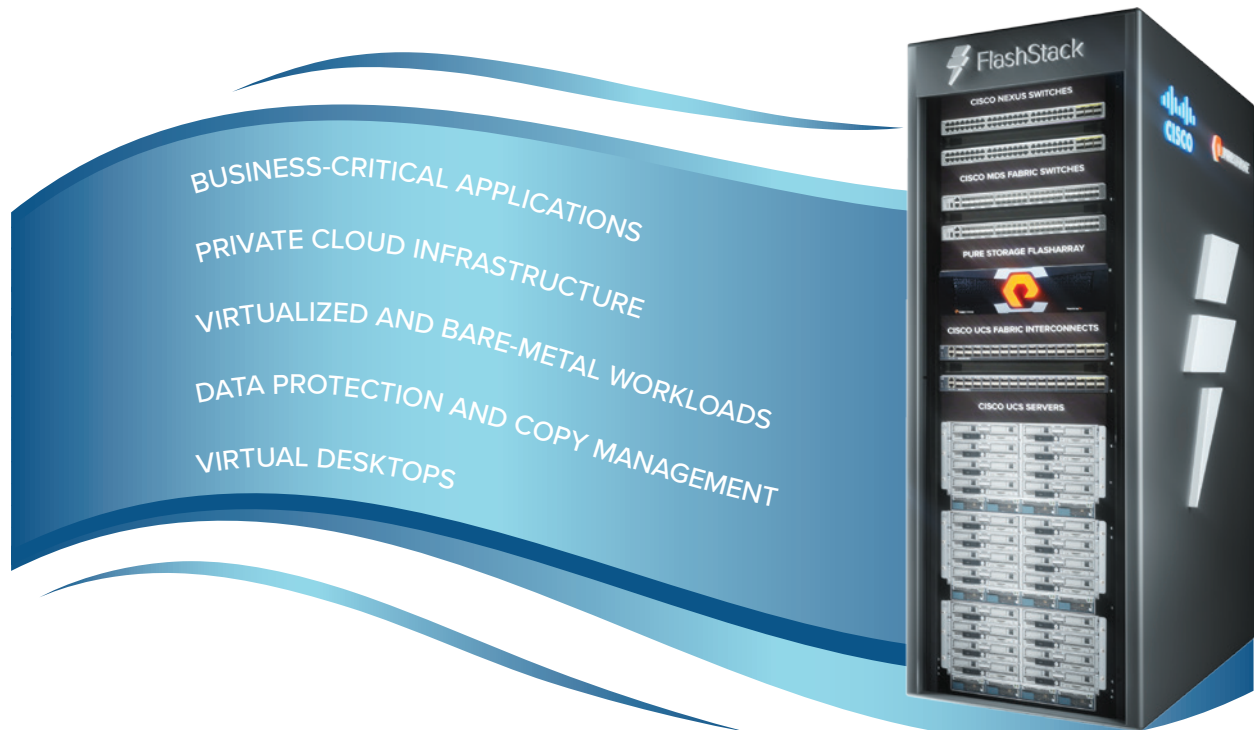 BUSINESS-CRITICAL APPLICATIONS
PRIVATE CLOUD INFRASTRUCTURE
VIRTUALIZED AND BARE-METAL WORKLOADS
DATA PROTECTION AND COPY MANAGEMENT
VIRTUAL DESKTOPS
FlashStack
CISCO NEXUS SWITCHES
CISCO MDS FABRIC SWITCHES
PURE STORAGE FLASHARRAY
CISCO UCS FABRIC INTERCONNECTS
CISCO UCS SERVERS
CISCO